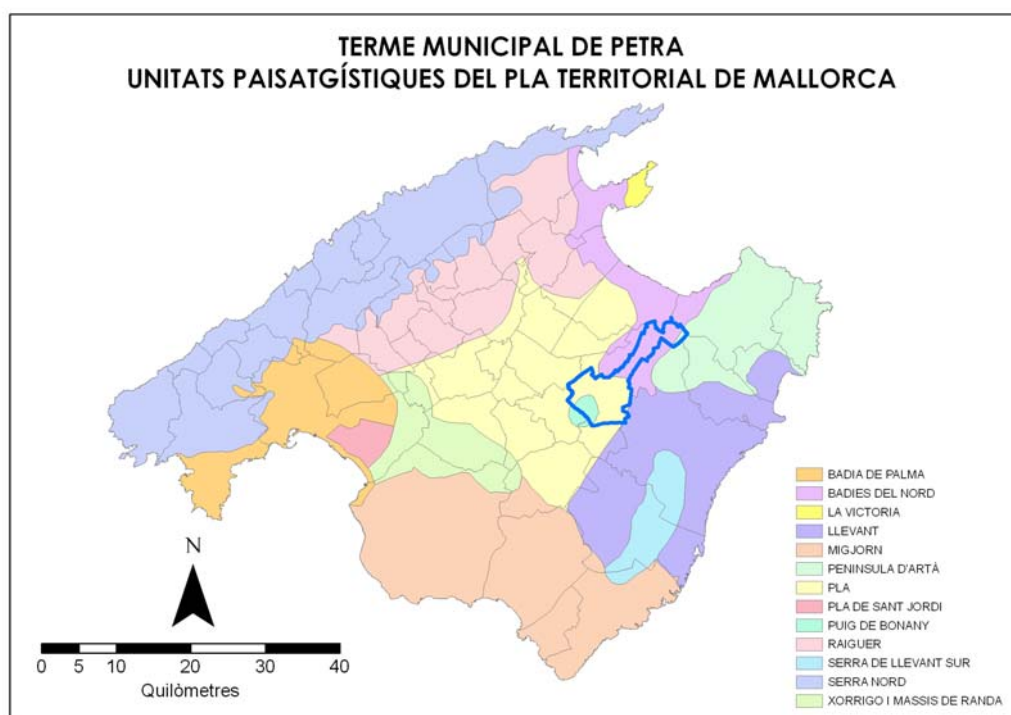 TERME MUNICIPAL DE PETRA
UNITATS PAISATGÍSTIQUES DEL PLA TERRITORIAL DE MALLORCA
BADIA DE PALMA
BADIES DEL NORD
LA VICTORIA
LLEVANT
MIGJORN
PENINSULA D'ARTÀ
PLA
PLA DE SANT JORDI
PUIG DE BONANY
RAIGUER
SERRA DE LLEVANT SUR
SERRA NORD
XORRIGO I MASSIS DE RANDA
N
0 5 10 20 30 40
Quilòmetres